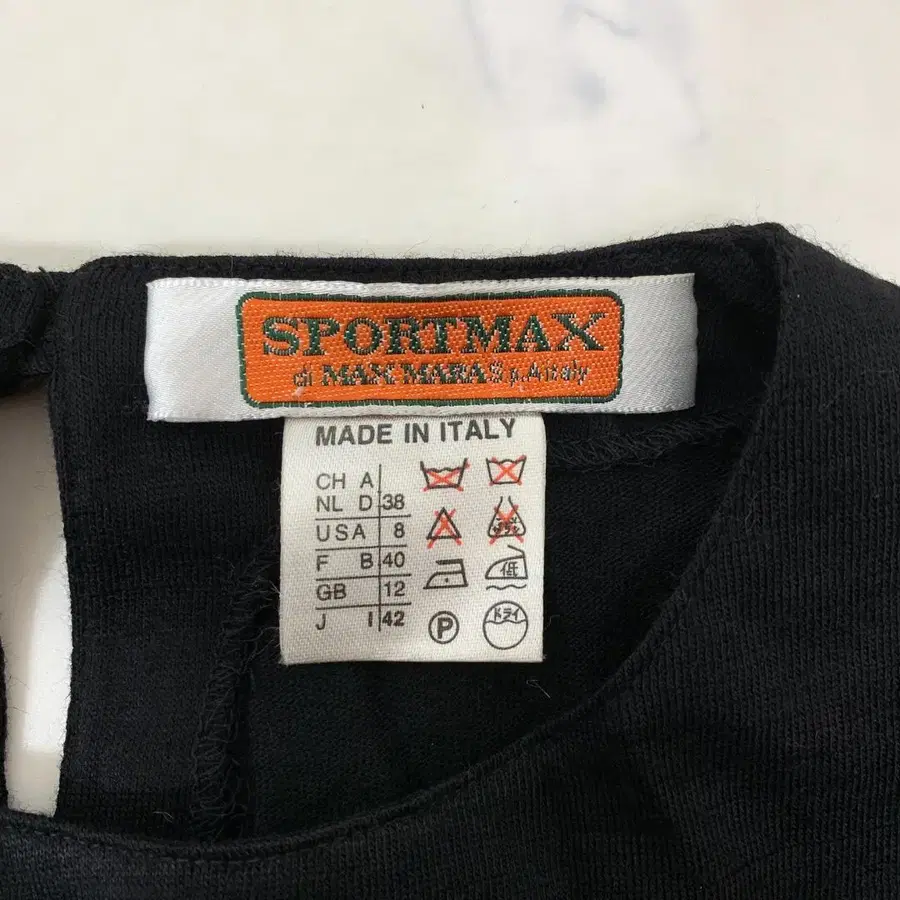 SPORTMAX
di MAX MARA S.p.A italy
MADE IN ITALY
CH A
NL D 38
USA 8
F B 40
GB 12
J I 42
低
P
ドライ